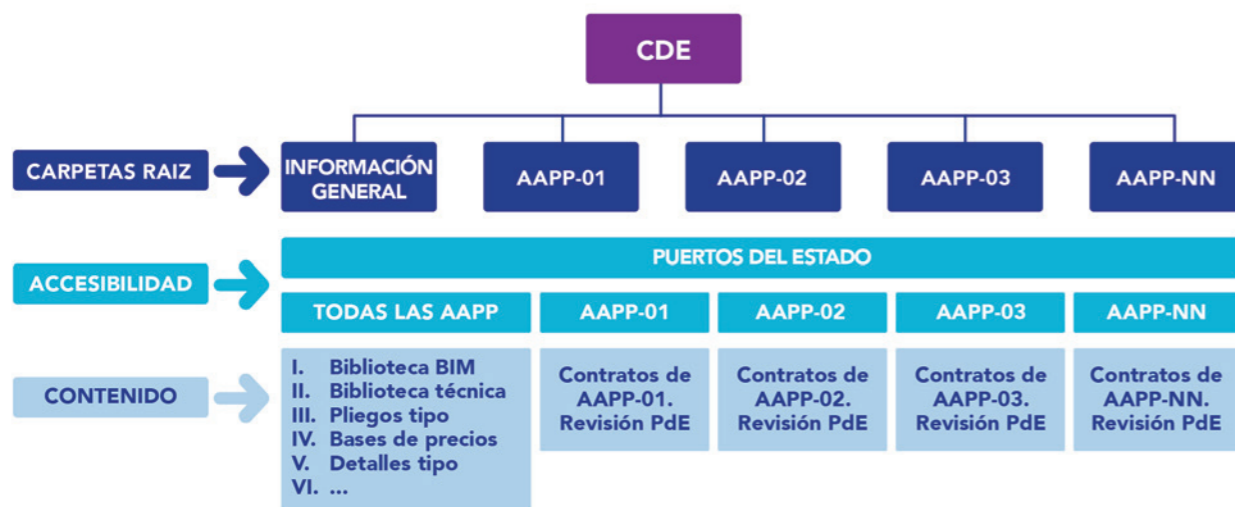 CDE
CARPETAS RAIZ
INFORMACIÓN
GENERAL
AAPP-01
AAPP-02
AAPP-03
AAPP-NN
ACCESIBILIDAD
PUERTOS DEL ESTADO
TODAS LAS AAPP
AAPP-01
AAPP-02
AAPP-03
AAPP-NN
CONTENIDO
I. Biblioteca BIM
II. Biblioteca técnica
III. Pliegos tipo
IV. Bases de precios
V. Detalles tipo
VI. ...
Contratos de
AAPP-01.
Revisión PdE
Contratos de
AAPP-02.
Revisión PdE
Contratos de
AAPP-03.
Revisión PdE
Contratos de
AAPP-NN.
Revisión PdE